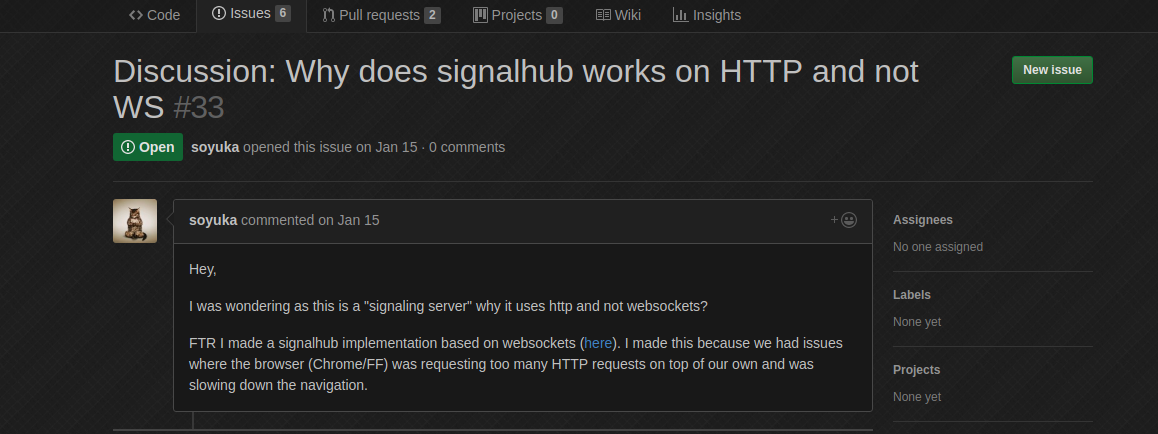 Code Issues 6 Pull requests 2 Projects 0 Wiki Insights
Discussion: Why does signalhub works on HTTP and not
WS #33
New issue
Open soyuka opened this issue on Jan 15 · 0 comments
soyuka commented on Jan 15
Hey,
I was wondering as this is a "signaling server" why it uses http and not websockets?
FTR I made a signalhub implementation based on websockets (here). I made this because we had issues
where the browser (Chrome/FF) was requesting too many HTTP requests on top of our own and was
slowing down the navigation.
Assignees
No one assigned
Labels
None yet
Projects
None yet